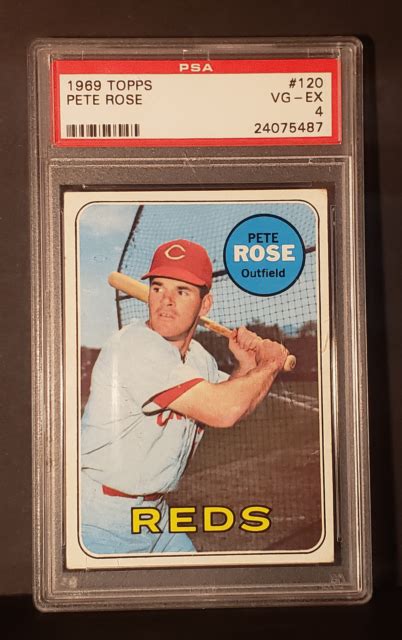 PSA
1969 TOPPS #120
PETE ROSE VG-EX
4
24075487
PETE
ROSE
Outfield
C
REDS